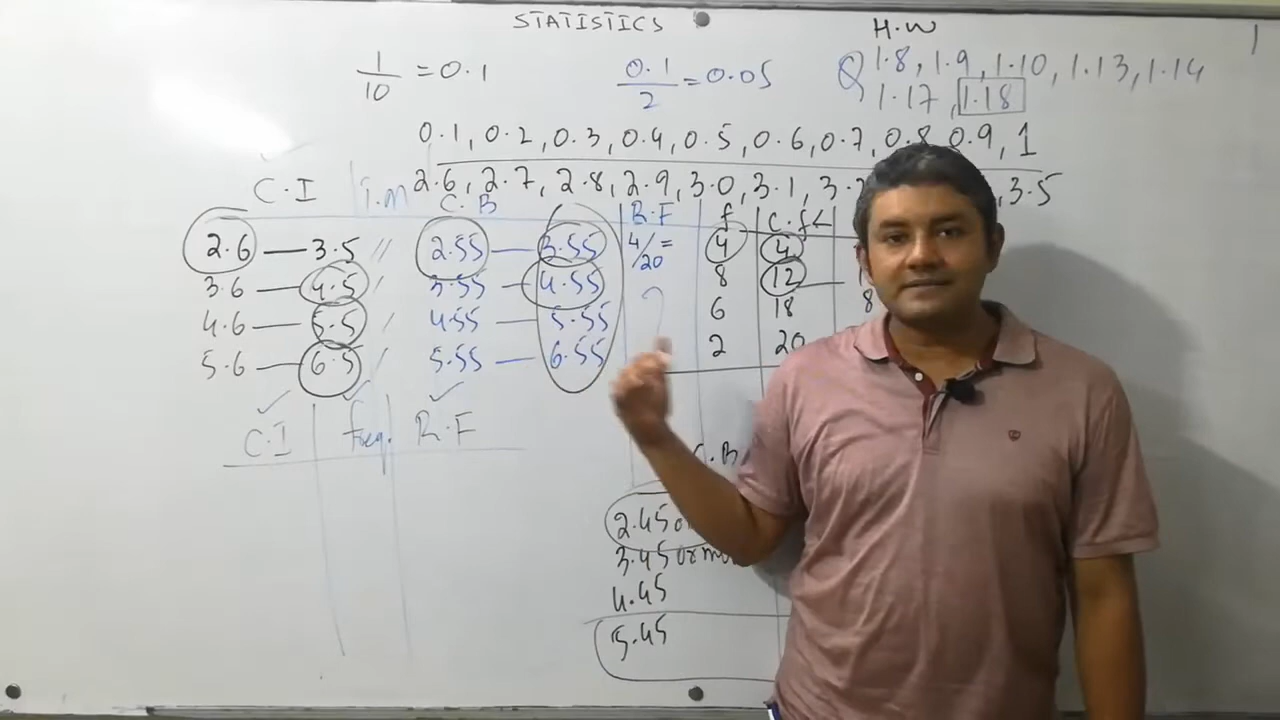 STATISTICS
H.W
1/10 = 0.1
0.1/2 = 0.05
Q 1.8, 1.9, 1.10, 1.13, 1.14
1.17, 1.18
0.1, 0.2, 0.3, 0.4, 0.5, 0.6, 0.7, 0.8, 0.9, 1
2.6, 2.7, 2.8, 2.9, 3.0, 3.1, 3.5
C.I C.B R.F f c.f<
2.6 — 3.5 2.55 — 3.55 4/20 = 4 4
3.6 — 4.5 3.55 — 4.55 8 12
4.6 — 5.5 4.55 — 5.55 6 18 8
5.6 — 6.5 5.55 — 6.55 2 20
C.I freq. R.F
C.B
2.45 or
3.45 or mo
4.45
5.45